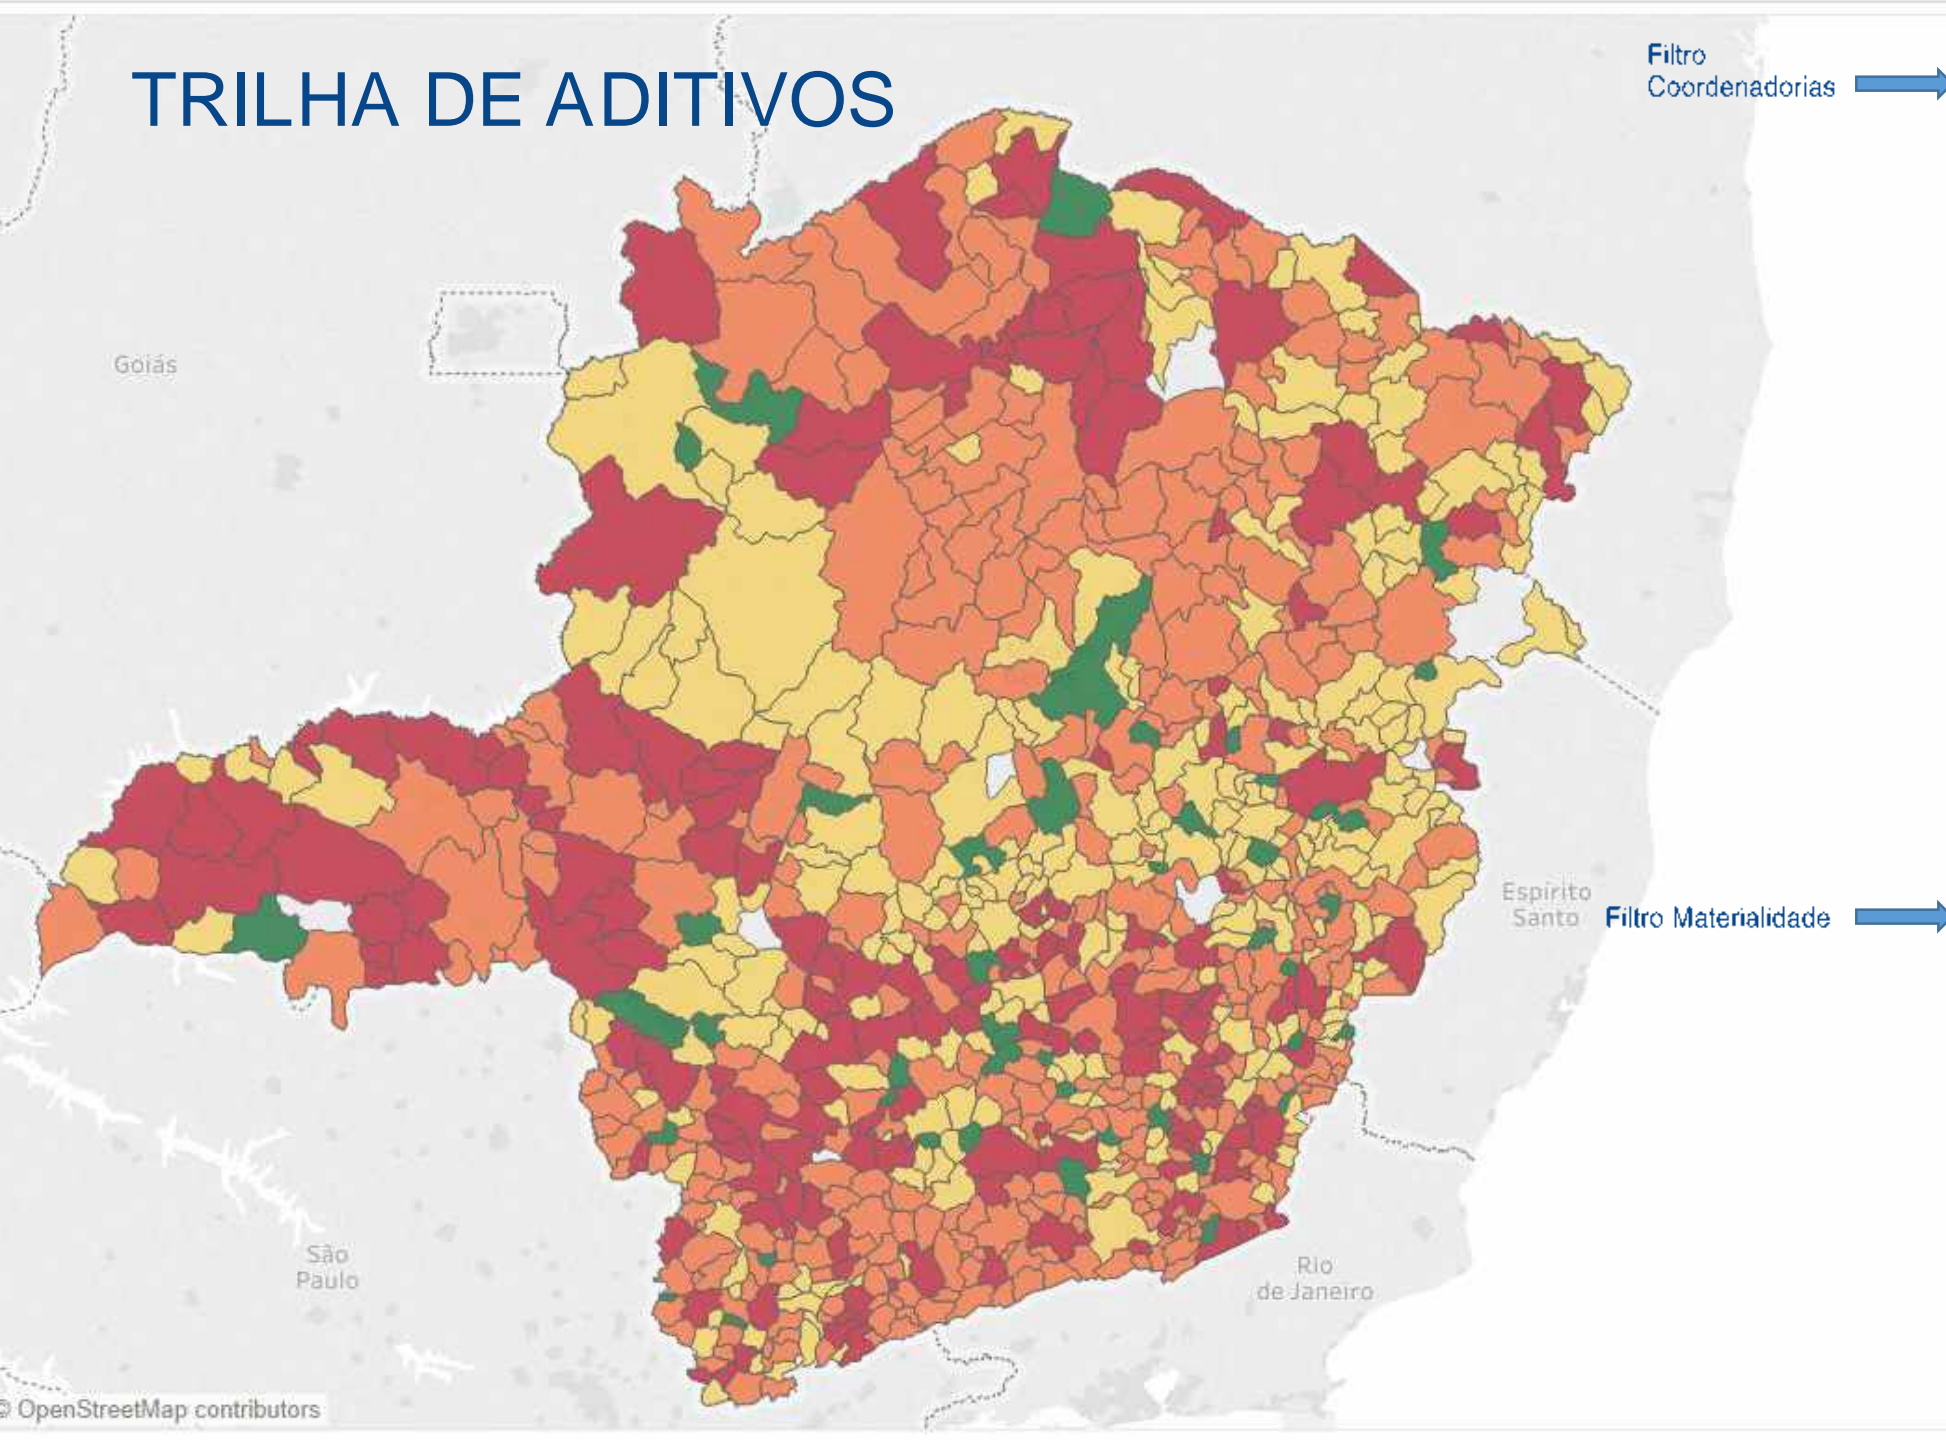 TRILHA DE ADITIVOS
Filtro
Coordenadorias
Goiás
Espírito
Santo
Filtro Materialidade
São
Paulo
Rio
de Janeiro
© OpenStreetMap contributors